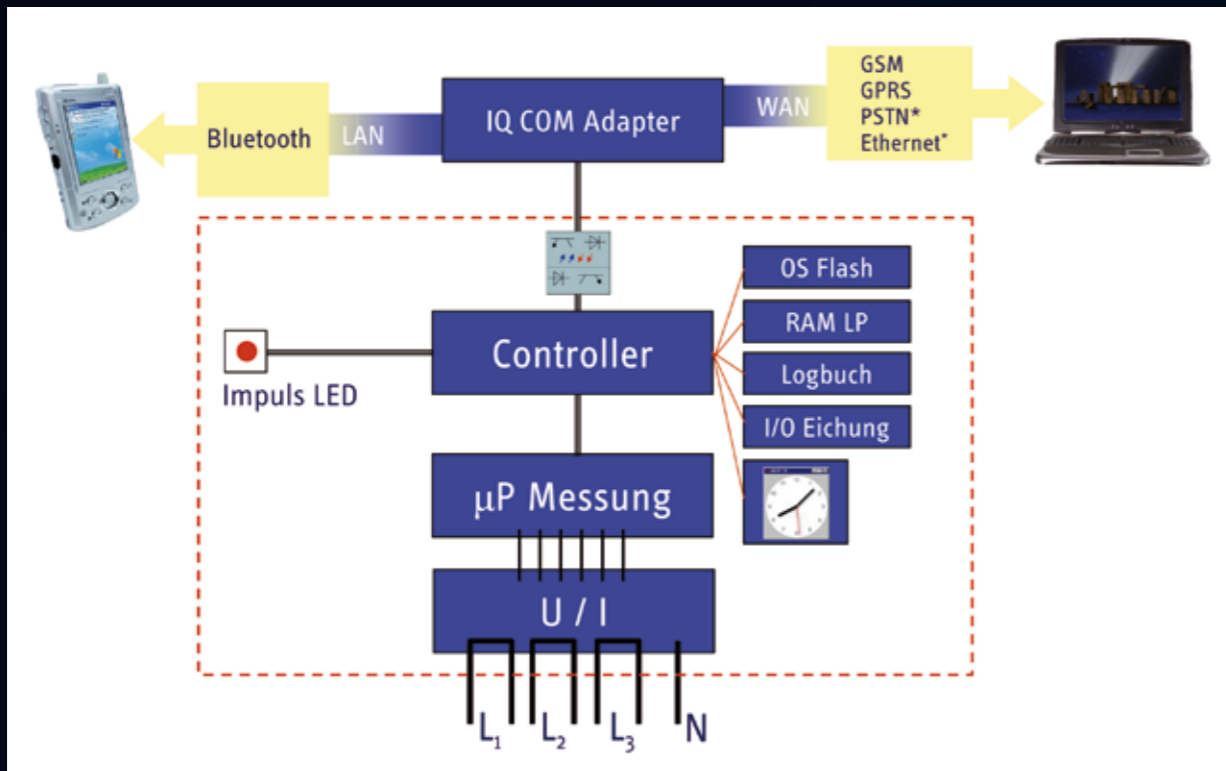 GSM
GPRS
PSTN*
Ethernet*
WAN
IQ COM Adapter
LAN
Bluetooth
OS Flash
RAM LP
Controller
Logbuch
Impuls LED
I/O Eichung
µP Messung
U / I
L1
L2
L3
N